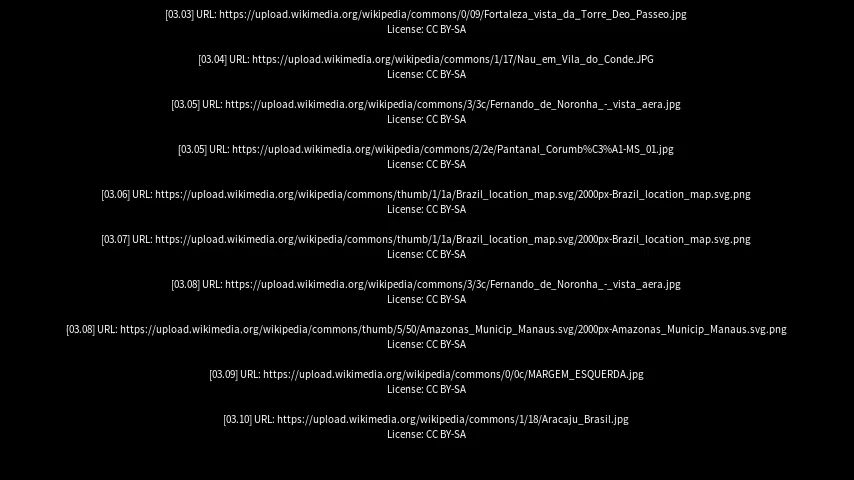 [03.03] URL: https://upload.wikimedia.org/wikipedia/commons/0/09/Fortaleza_vista_da_Torre_Deo_Passeo.jpg
License: CC BY-SA
[03.04] URL: https://upload.wikimedia.org/wikipedia/commons/1/17/Nau_em_Vila_do_Conde.JPG
License: CC BY-SA
[03.05] URL: https://upload.wikimedia.org/wikipedia/commons/3/3c/Fernando_de_Noronha_-_vista_aera.jpg
License: CC BY-SA
[03.05] URL: https://upload.wikimedia.org/wikipedia/commons/2/2e/Pantanal_Corumb%C3%A1-MS_01.jpg
License: CC BY-SA
[03.06] URL: https://upload.wikimedia.org/wikipedia/commons/thumb/1/1a/Brazil_location_map.svg/2000px-Brazil_location_map.svg.png
License: CC BY-SA
[03.07] URL: https://upload.wikimedia.org/wikipedia/commons/thumb/1/1a/Brazil_location_map.svg/2000px-Brazil_location_map.svg.png
License: CC BY-SA
[03.08] URL: https://upload.wikimedia.org/wikipedia/commons/3/3c/Fernando_de_Noronha_-_vista_aera.jpg
License: CC BY-SA
[03.08] URL: https://upload.wikimedia.org/wikipedia/commons/thumb/5/50/Amazonas_Municip_Manaus.svg/2000px-Amazonas_Municip_Manaus.svg.png
License: CC BY-SA
[03.09] URL: https://upload.wikimedia.org/wikipedia/commons/0/0c/MARGEM_ESQUERDA.jpg
License: CC BY-SA
[03.10] URL: https://upload.wikimedia.org/wikipedia/commons/1/18/Aracaju_Brasil.jpg
License: CC BY-SA